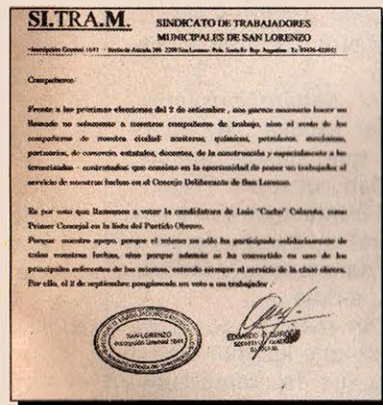 SI.TRA.M. SINDICATO DE TRABAJADORES
MUNICIPALES DE SAN LORENZO
Compañeros:
Frente a las próximas elecciones del 2 de setiembre , nos parece necesario hacer un
llamado no solamente a nuestros compañeros de trabajo, sino al resto de los
compañeros de nuestra ciudad: aceiteros, químicos, petroleros, mecánicos,
portuarios, de comercio, estatales, docentes, de la construcción y especialmente a los
tercerizados - contratados que consiste en la oportunidad de poner un trabajador al
servicio de nuestras luchas en el Concejo Deliberante de San Lorenzo.
Es por esto que llamamos a votar la candidatura de Luis "Cacho" como
Primer Concejal en la lista del Partido Obrero.
Porque nuestro apoyo, porque el mismo no sólo ha participado solidariamente de
todas nuestras luchas, sino porque además se ha convertido en uno de los
principales referentes de las mismas, estando siempre al servicio de la clase obrera.
Por ello, el 2 de septiembre pongámosle un voto a un trabajador .
SAN LORENZO